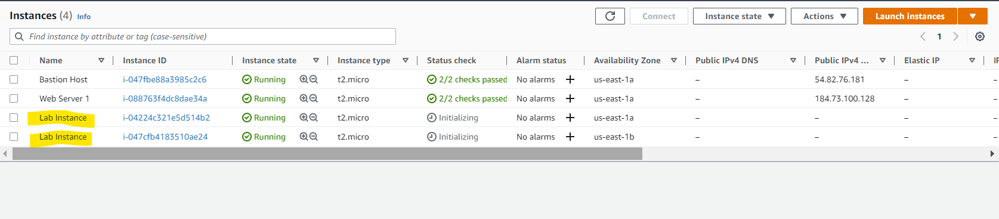 Instances (4) Info
Connect Instance state Actions Launch instances
Find instance by attribute or tag (case-sensitive)
1
Name Instance ID Instance state Instance type Status check Alarm status Availability Zone Public IPv4 DNS Public IPv4 ... Elastic IP
Bastion Host i-047fbe88a3985c2c6 Running t2.micro 2/2 checks passed No alarms + us-east-1a – 54.82.76.181 – –
Web Server 1 i-088763f4dc8dae34a Running t2.micro 2/2 checks passed No alarms + us-east-1a – 184.73.100.128 – –
Lab Instance i-04224c321e5d514b2 Running t2.micro Initializing No alarms + us-east-1a – – – –
Lab Instance i-047cfb4183510ae24 Running t2.micro Initializing No alarms + us-east-1b – – – –